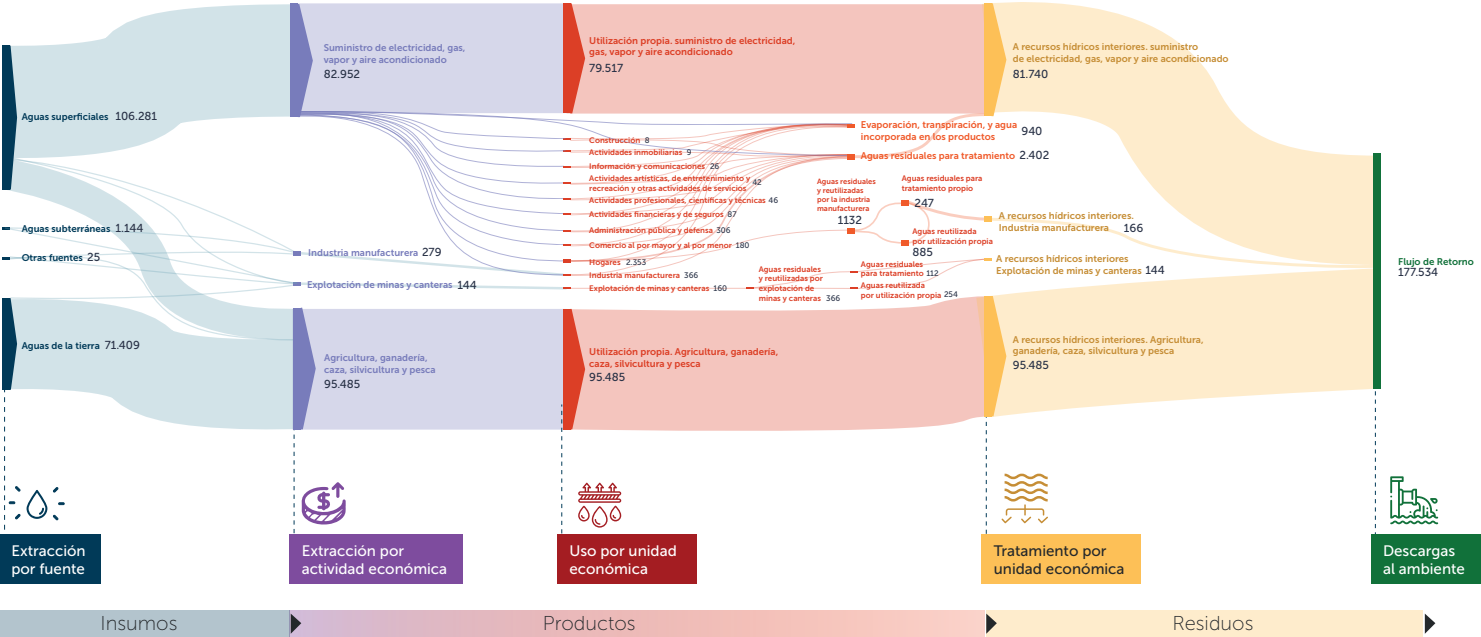 Aguas superficiales 106.281
Aguas subterráneas 1.144
Otras fuentes 25
Aguas de la tierra 71.409
Suministro de electricidad, gas,
vapor y aire acondicionado
82.952
Industria manufacturera 279
Explotación de minas y canteras 144
Agricultura, ganadería,
caza, silvicultura y pesca
95.485
Utilización propia. suministro de electricidad,
gas, vapor y aire acondicionado
79.517
Construcción 8
Actividades inmobiliarias 9
Información y comunicaciones 26
Actividades artísticas, de entretenimiento y
recreación y otras actividades de servicios
42
Actividades profesionales, científicas y técnicas 46
Actividades financieras y de seguros 87
Administración pública y defensa 306
Comercio al por mayor y al por menor 180
Hogares 2.353
Industria manufacturera 366
Explotación de minas y canteras 160
Utilización propia. Agricultura, ganadería,
caza, silvicultura y pesca
95.485
Evaporación, transpiración, y agua
incorporada en los productos
940
Aguas residuales para tratamiento 2.402
Aguas residuales
y reutilizadas
por la industria
manufacturera
1132
Aguas residuales para
tratamiento propio
247
Agua reutilizada
por utilización propia
885
Aguas residuales
y reutilizadas por
explotación de
minas y canteras 366
Aguas residuales
para tratamiento 112
Agua reutilizada
por utilización propia 254
A recursos hídricos interiores. suministro
de electricidad, gas, vapor y aire acondicionado
81.740
A recursos hídricos interiores.
Industria manufacturera 166
A recursos hídricos interiores
Explotación de minas y canteras 144
A recursos hídricos interiores. Agricultura,
ganadería, caza, silvicultura y pesca
95.485
Flujo de Retorno
177.534
$
Extracción
por fuente
Extracción por
actividad económica
Uso por unidad
económica
Tratamiento por
unidad económica
Descargas
al ambiente
Insumos
Productos
Residuos